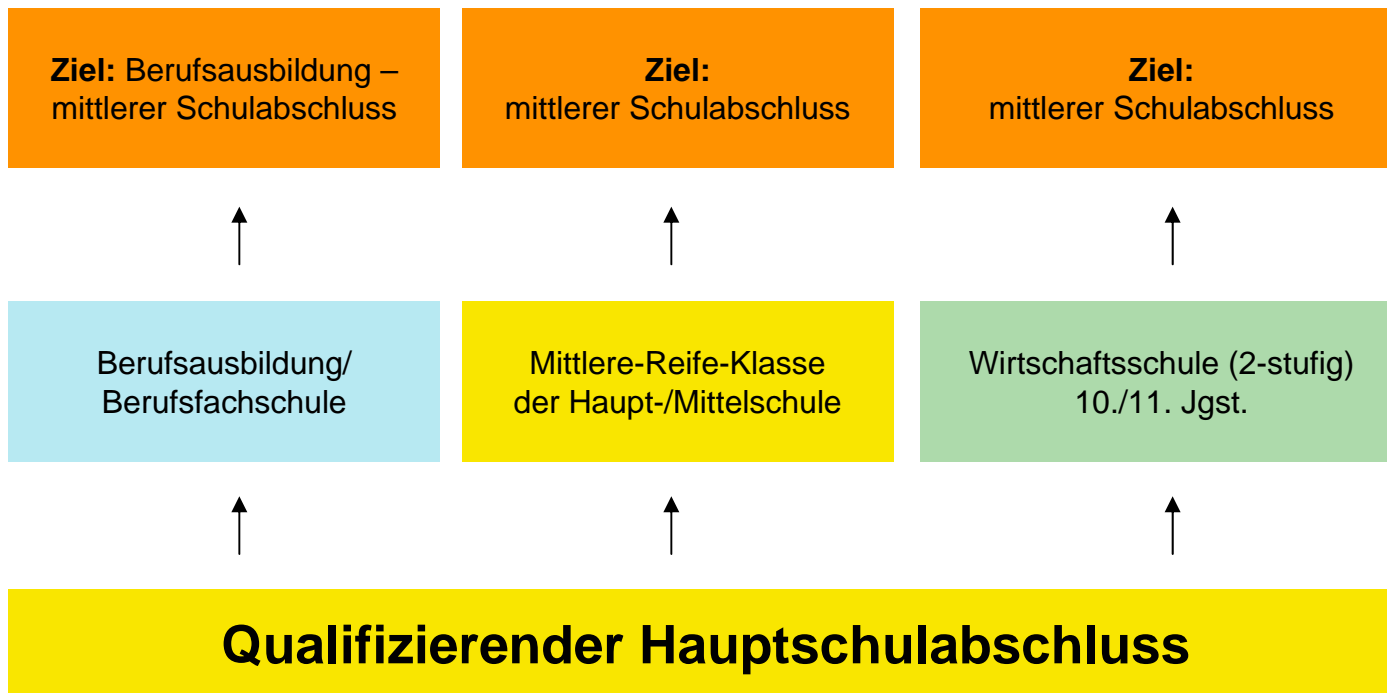 Ziel: Berufsausbildung –
mittlerer Schulabschluss
Ziel:
mittlerer Schulabschluss
Ziel:
mittlerer Schulabschluss
Berufsausbildung/
Berufsfachschule
Mittlere-Reife-Klasse
der Haupt-/Mittelschule
Wirtschaftsschule (2-stufig)
10./11. Jgst.
Qualifizierender Hauptschulabschluss